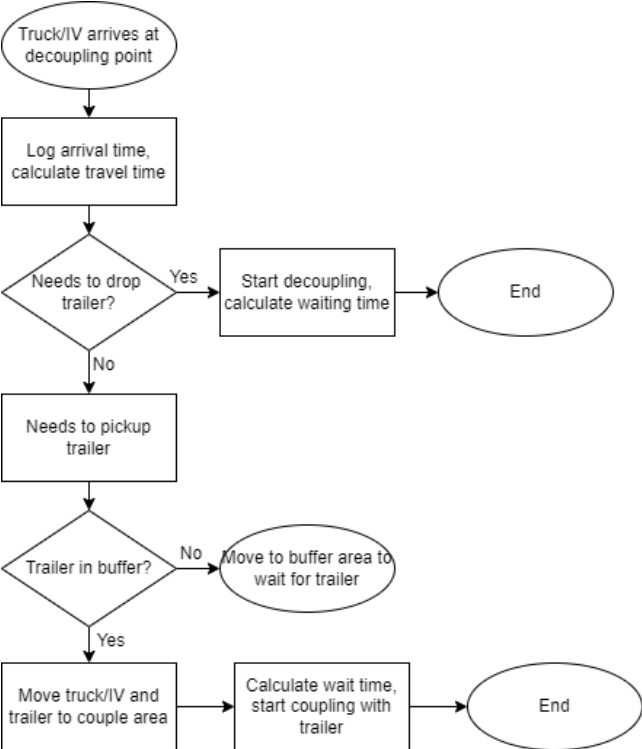 Truck/IV arrives at
decoupling point
Log arrival time,
calculate travel time
Needs to drop
trailer?
Yes
Start decoupling,
calculate waiting time
End
No
Needs to pickup
trailer
Trailer in buffer?
No
Move to buffer area to
wait for trailer
Yes
Move truck/IV and
trailer to couple area
Calculate wait time,
start coupling with
trailer
End